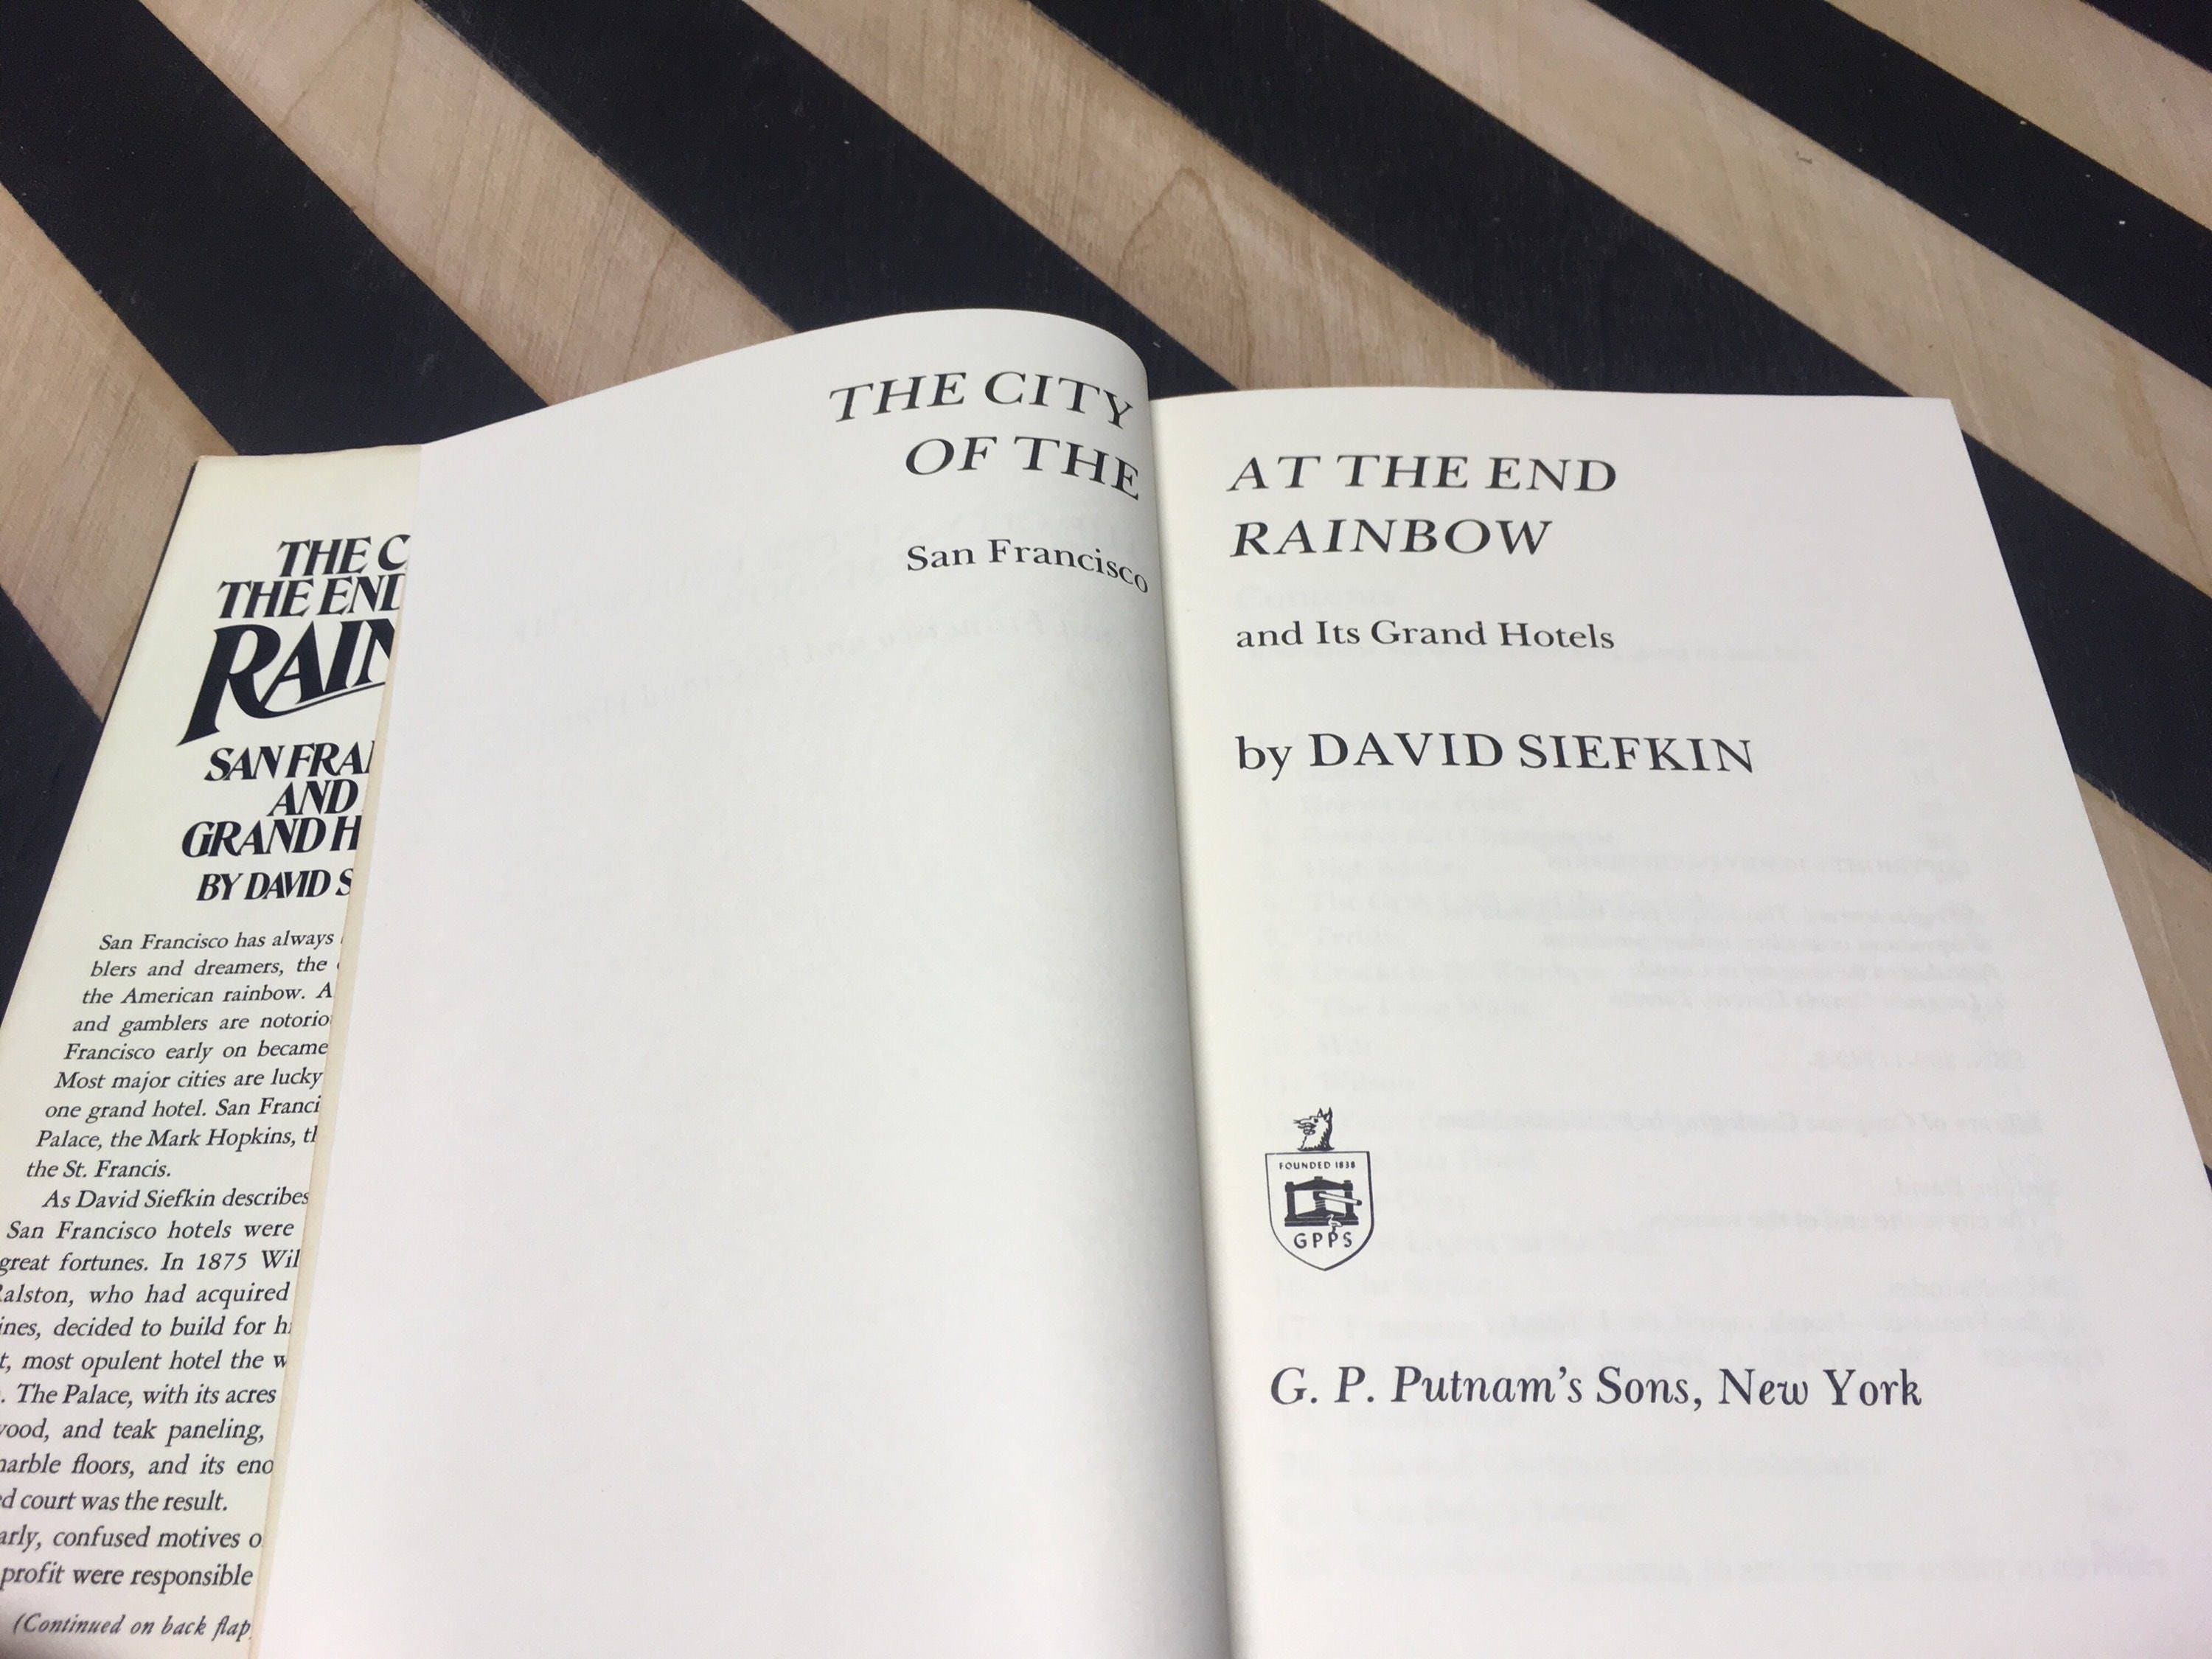 THE C
THE END
RAIN
SAN FRAN
AND
GRAND H
BY DAVID S
San Francisco has always
blers and dreamers, the
the American rainbow. A
and gamblers are notorio
Francisco early on became
Most major cities are lucky
one grand hotel. San Franci
Palace, the Mark Hopkins, th
the St. Francis.
As David Siefkin describes
San Francisco hotels were
great fortunes. In 1875 Wil
Ralston, who had acquired
ines, decided to build for hi
t, most opulent hotel the w
. The Palace, with its acres
wood, and teak paneling,
marble floors, and its eno
ed court was the result.
arly, confused motives o
profit were responsible
(Continued on back flap
THE CITY
OF THE
San Francisco
AT THE END
RAINBOW
and Its Grand Hotels
by DAVID SIEFKIN
FOUNDED 1838
GPPS
G. P. Putnam's Sons, New York